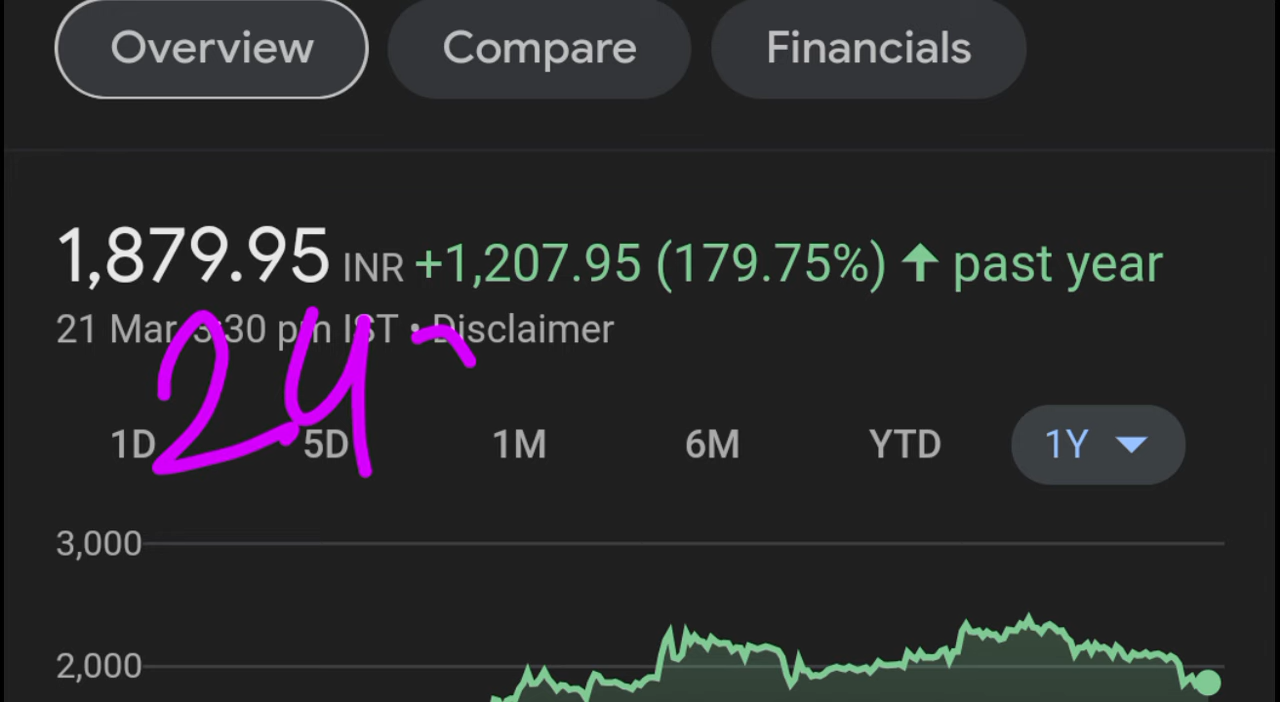 Overview Compare Financials
1,879.95 INR +1,207.95 (179.75%) ↑ past year
21 Mar, 3:30 pm IST • Disclaimer
24
1D 5D 1M 6M YTD 1Y
3,000
2,000